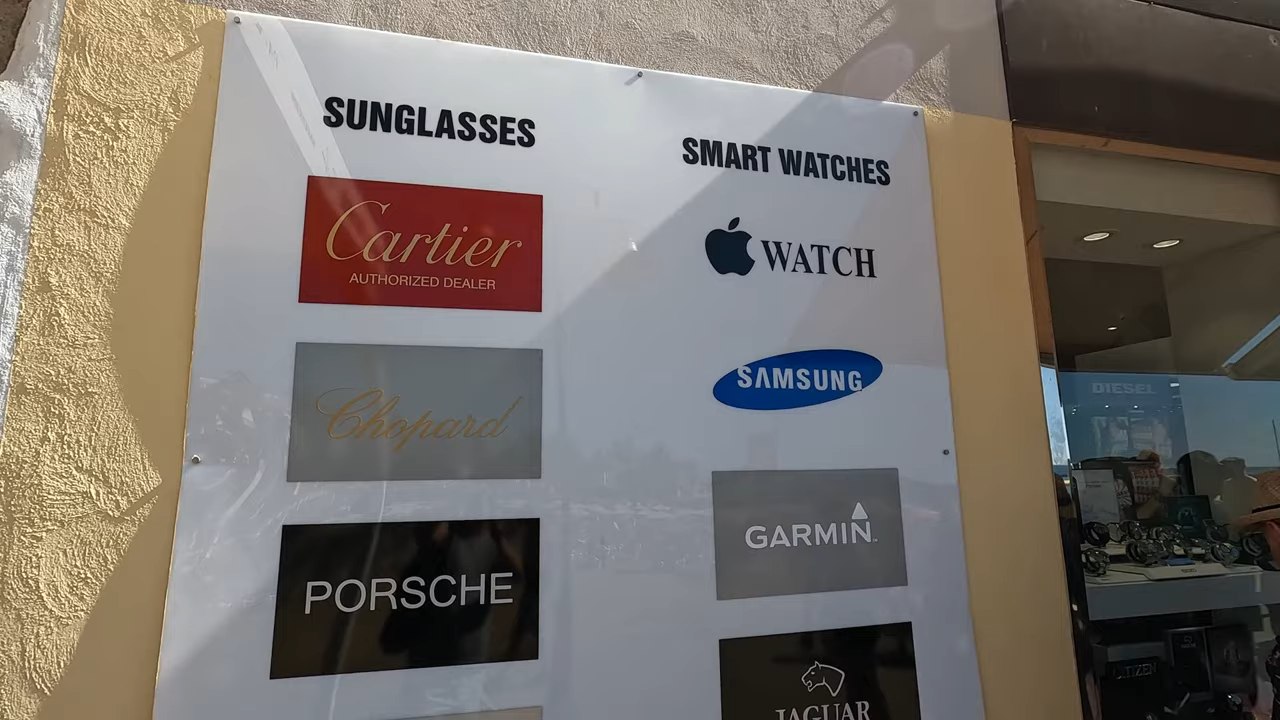 SUNGLASSES
Cartier
AUTHORIZED DEALER
Chopard
PORSCHE
SMART WATCHES
WATCH
SAMSUNG
GARMIN
JAGUAR
DIESEL
CITIZEN